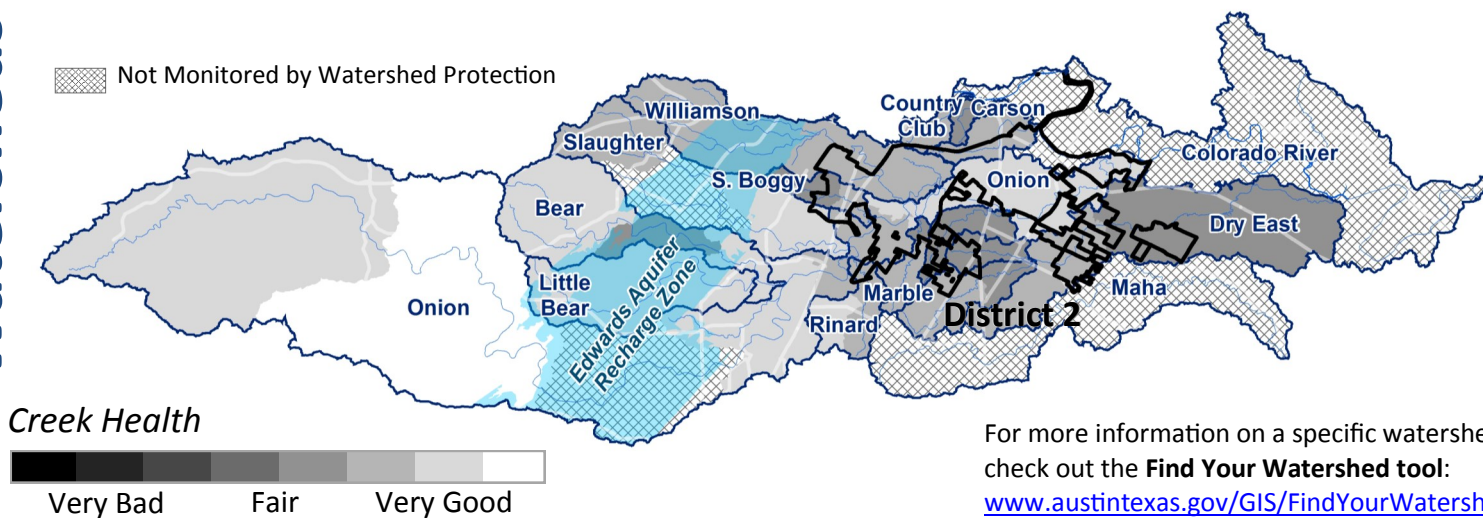 Not Monitored by Watershed Protection
Williamson
Slaughter
Country
Club
Carson
Colorado River
S. Boggy
Onion
Bear
Dry East
Little
Bear
Onion
Edwards Aquifer
Recharge Zone
Marble
Maha
Rinard
District 2
Creek Health
Very Bad
Fair
Very Good
For more information on a specific watershe
check out the Find Your Watershed tool:
www.austintexas.gov/GIS/FindYourWatersh